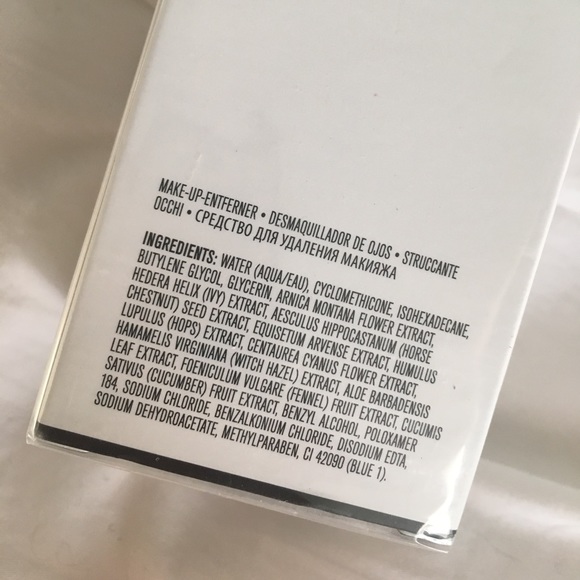 MAKE-UP-ENTFERNER • DESMAQUILLADOR DE OJOS • STRUCCANTE
OCCHI • СРЕДСТВО ДЛЯ УДАЛЕНИЯ МАКИЯЖА
INGREDIENTS: WATER (AQUA/EAU), CYCLOMETHICONE, ISOHEXADECANE,
BUTYLENE GLYCOL, GLYCERIN, ARNICA MONTANA FLOWER EXTRACT,
HEDERA HELIX (IVY) EXTRACT, AESCULUS HIPPOCASTANUM (HORSE
CHESTNUT) SEED EXTRACT, EQUISETUM ARVENSE EXTRACT, HUMULUS
LUPULUS (HOPS) EXTRACT CENTAUREA CYANUS FLOWER EXTRACT,
HAMAMELIS VIRGINIANA (WITCH HAZEL) EXTRACT, ALOE BARBADENSIS
LEAF EXTRACT, FOENICULUM VULGARE (FENNEL) FRUIT EXTRACT, CUCUMIS
SATIVUS (CUCUMBER) FRUIT EXTRACT, BENZYL ALCOHOL, POLOXAMER
184, SODIUM CHLORIDE, BENZALKONIUM CHLORIDE, DISODIUM EDTA,
SODIUM DEHYDROACETATE, METHYLPARABEN, CI 42090 (BLUE 1).